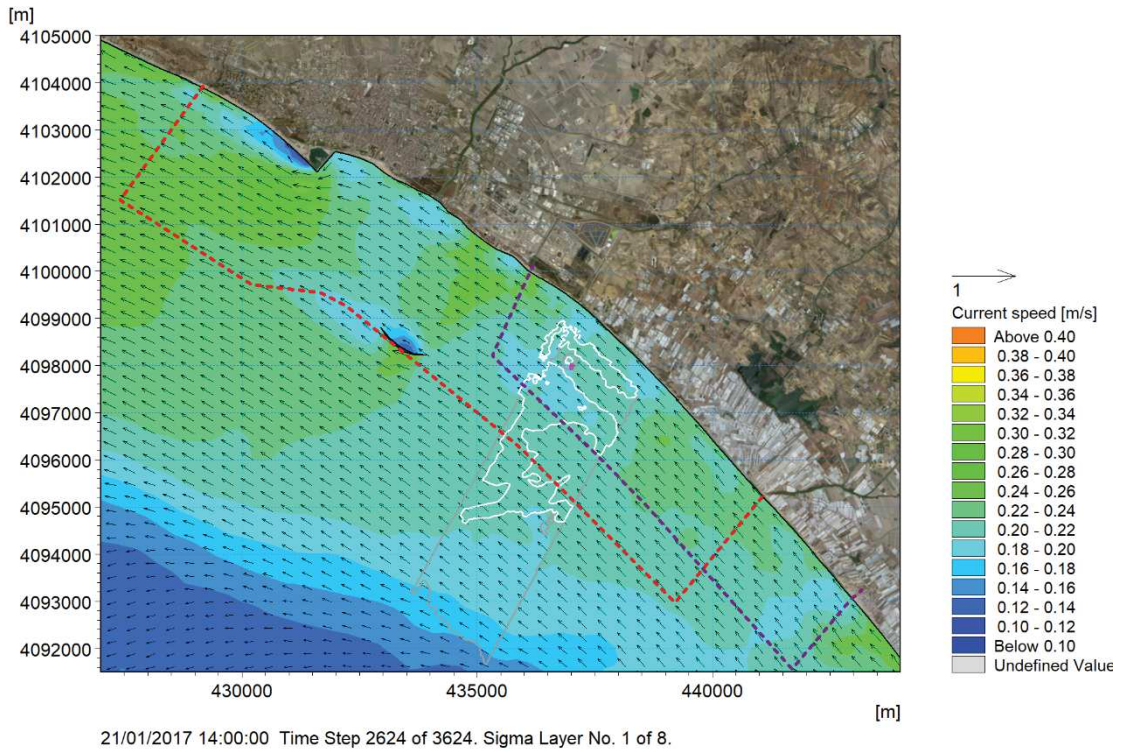 [m]
4105000
4104000
4103000
4102000
4101000
4100000
4099000
4098000
4097000
4096000
4095000
4094000
4093000
4092000
430000
435000
440000
[m]
1
Current speed [m/s]
Above 0.40
0.38 - 0.40
0.36 - 0.38
0.34 - 0.36
0.32 - 0.34
0.30 - 0.32
0.28 - 0.30
0.26 - 0.28
0.24 - 0.26
0.22 - 0.24
0.20 - 0.22
0.18 - 0.20
0.16 - 0.18
0.14 - 0.16
0.12 - 0.14
0.10 - 0.12
Below 0.10
Undefined Value
21/01/2017 14:00:00 Time Step 2624 of 3624. Sigma Layer No. 1 of 8.